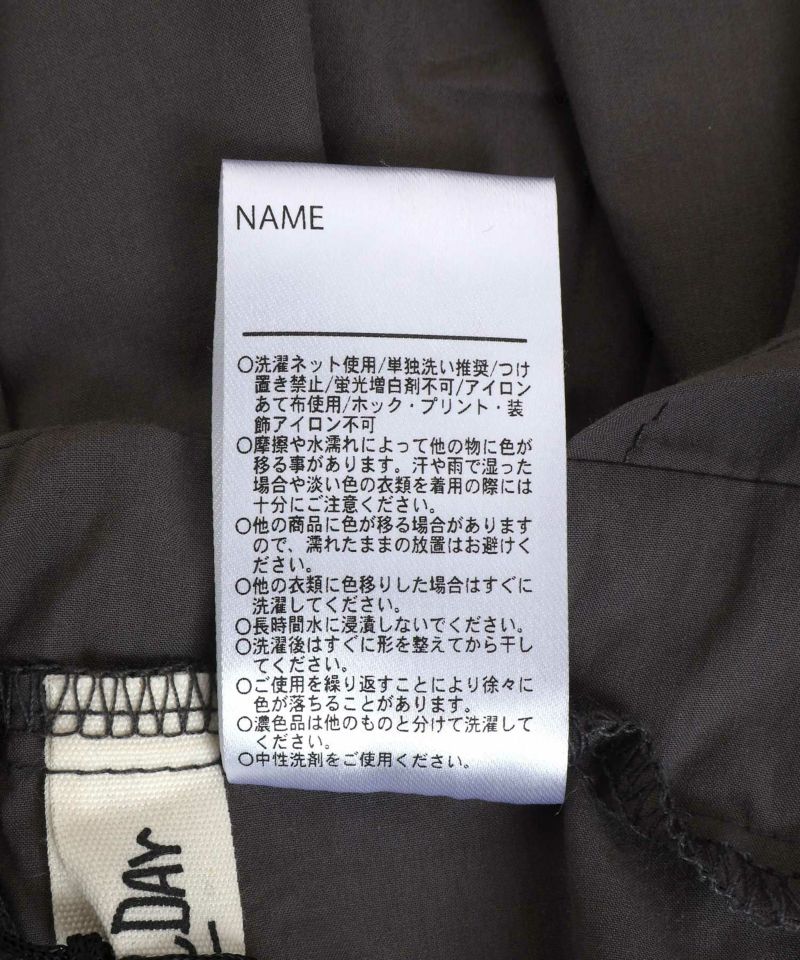 NAME
○洗濯ネット使用/単独洗い推奨/つけ
置き禁止/蛍光増白剤不可/アイロン
あて布使用/ホック・プリント・装
飾アイロン不可
○摩擦や水濡れによって他の物に色が
移る事があります。汗や雨で湿った
場合や淡い色の衣類を着用の際には
十分にご注意ください。
○他の商品に色が移る場合があります
ので、濡れたままの放置はお避けく
ださい。
○他の衣類に色移りした場合はすぐに
洗濯してください。
○長時間水に浸漬しないでください。
○洗濯後はすぐに形を整えてから干し
てください。
○ご使用を繰り返すことにより徐々に
色が落ちることがあります。
○濃色品は他のものと分けて洗濯して
ください。
○中性洗剤をご使用ください。
DAY